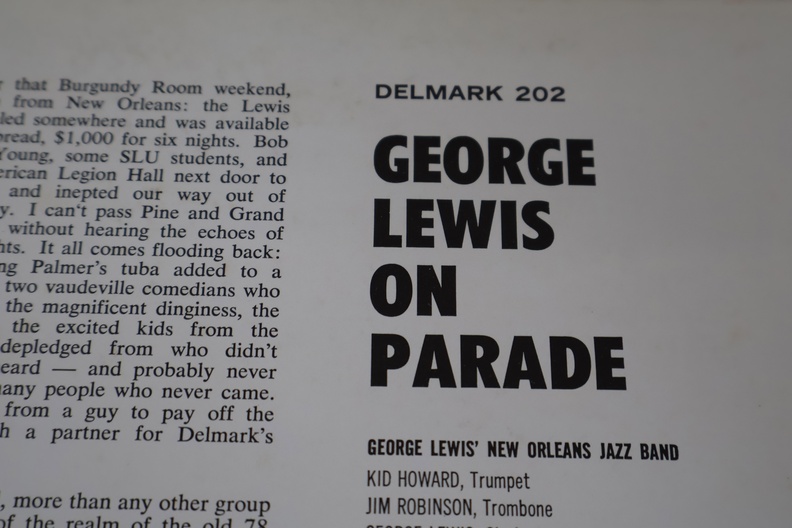 that Burgundy Room weekend,
from New Orleans: the Lewis
somewhere and was available
$1,000 for six nights. Bob
Young, some SLU students, and
Legion Hall next door to
and inepted our way out of
I can't pass Pine and Grand
without hearing the echoes of
It all comes flooding back:
Palmer's tuba added to a
two vaudeville comedians who
the magnificent dinginess, the
the excited kids from the
depledged from who didn't
— and probably never
many people who never came.
from a guy to pay off the
a partner for Delmark's
more than any other group
of the realm of the old 78
DELMARK 202
GEORGE
LEWIS
ON
PARADE
GEORGE LEWIS' NEW ORLEANS JAZZ BAND
KID HOWARD, Trumpet
JIM ROBINSON, Trombone